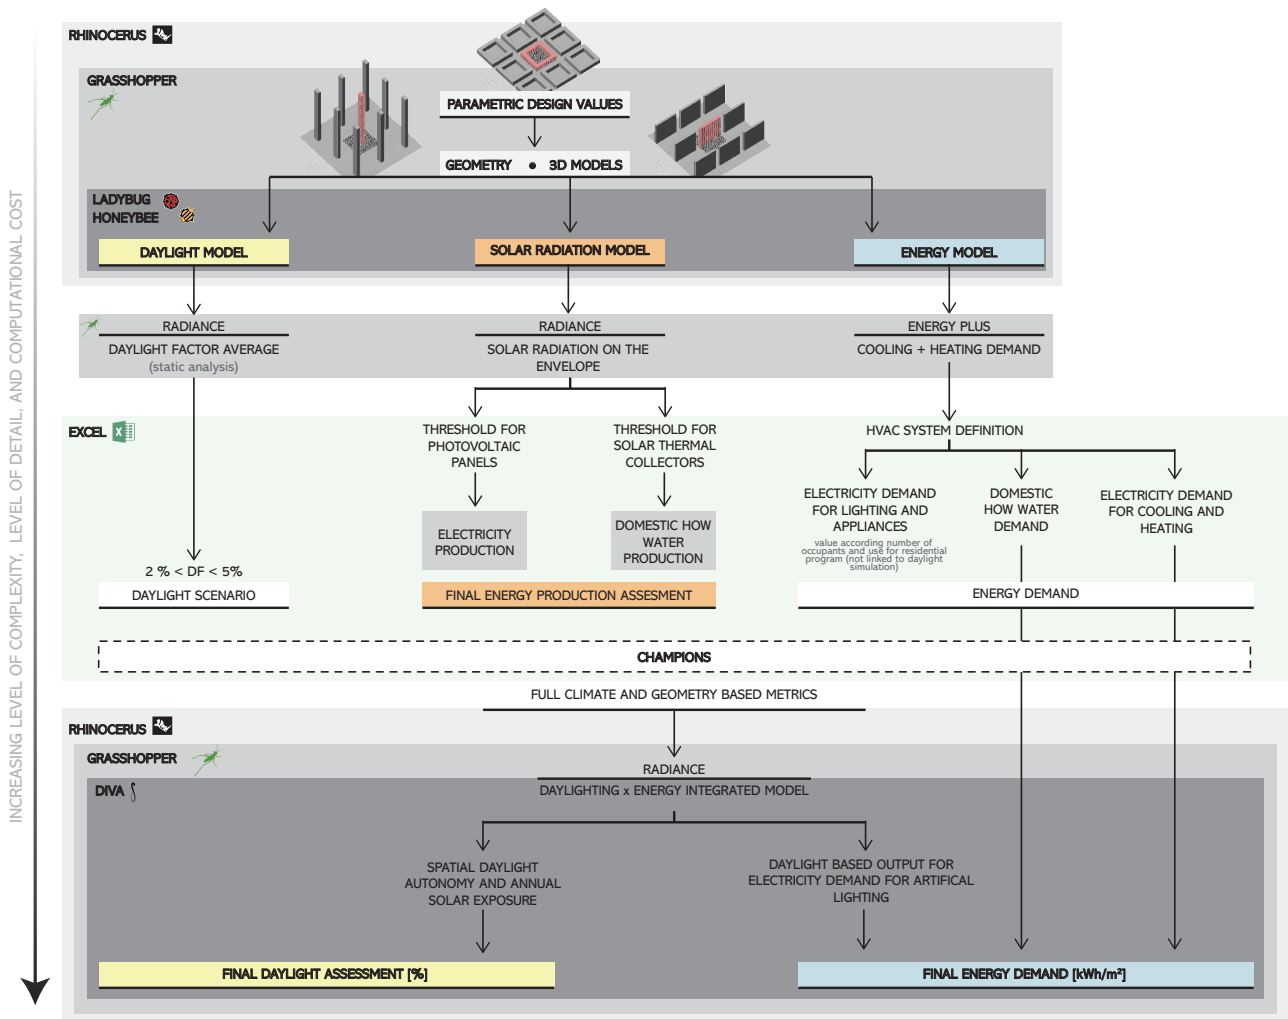 INCREASING LEVEL OF COMPLEXITY, LEVEL OF DETAIL, AND COMPUTATIONAL COST
RHINOCERUS
GRASSHOPPER
PARAMETRIC DESIGN VALUES
GEOMETRY • 3D MODELS
LADYBUG
HONEYBEE
DAYLIGHT MODEL
SOLAR RADIATION MODEL
ENERGY MODEL
RADIANCE
DAYLIGHT FACTOR AVERAGE
(static analysis)
RADIANCE
SOLAR RADIATION ON THE
ENVELOPE
ENERGY PLUS
COOLING + HEATING DEMAND
EXCEL
THRESHOLD FOR
PHOTOVOLTAIC
PANELS
THRESHOLD FOR
SOLAR THERMAL
COLLECTORS
HVAC SYSTEM DEFINITION
ELECTRICITY DEMAND
FOR LIGHTING AND
APPLIANCES
value according number of
occupants and use for residential
program (not linked to daylight
simulation)
DOMESTIC
HOW WATER
DEMAND
ELECTRICITY DEMAND
FOR COOLING AND
HEATING
ELECTRICITY
PRODUCTION
DOMESTIC HOW
WATER
PRODUCTION
2 % < DF < 5%
DAYLIGHT SCENARIO
FINAL ENERGY PRODUCTION ASSESMENT
ENERGY DEMAND
CHAMPIONS
FULL CLIMATE AND GEOMETRY BASED METRICS
RHINOCERUS
GRASSHOPPER
DIVA
RADIANCE
DAYLIGHTING x ENERGY INTEGRATED MODEL
SPATIAL DAYLIGHT
AUTONOMY AND ANNUAL
SOLAR EXPOSURE
DAYLIGHT BASED OUTPUT FOR
ELECTRICITY DEMAND FOR ARTIFICAL
LIGHTING
FINAL DAYLIGHT ASSESSMENT [%]
FINAL ENERGY DEMAND [kWh/m²]